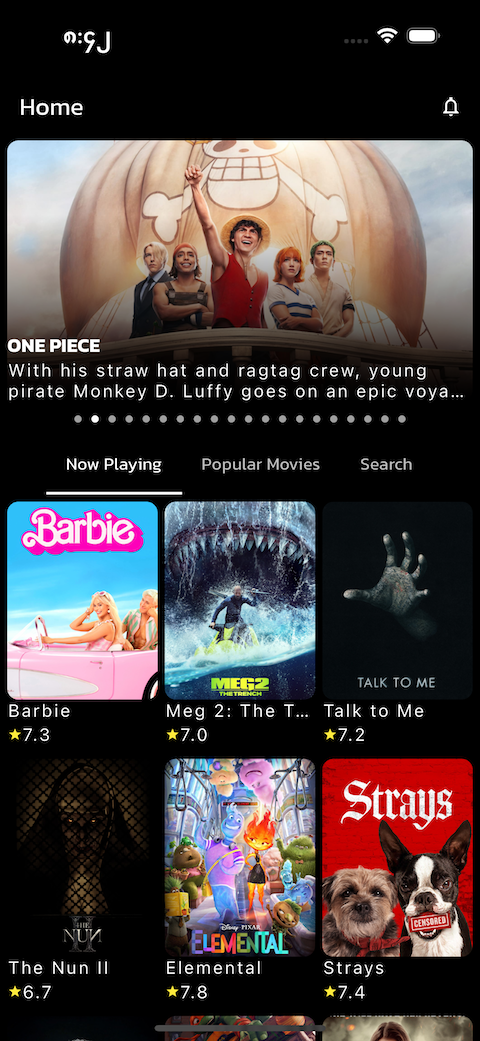 ၈:၄၂
Home
ONE PIECE
With his straw hat and ragtag crew, young
pirate Monkey D. Luffy goes on an epic voya...
Now Playing
Popular Movies
Search
Barbie
MEG2
THE TRENCH
TALK TO ME
Barbie
Meg 2: The T...
Talk to Me
7.3
7.0
7.2
THE
NUN
II
Disney PIXAR
ELEMENTAL
Strays
CENSORED
The Nun II
Elemental
Strays
6.7
7.8
7.4